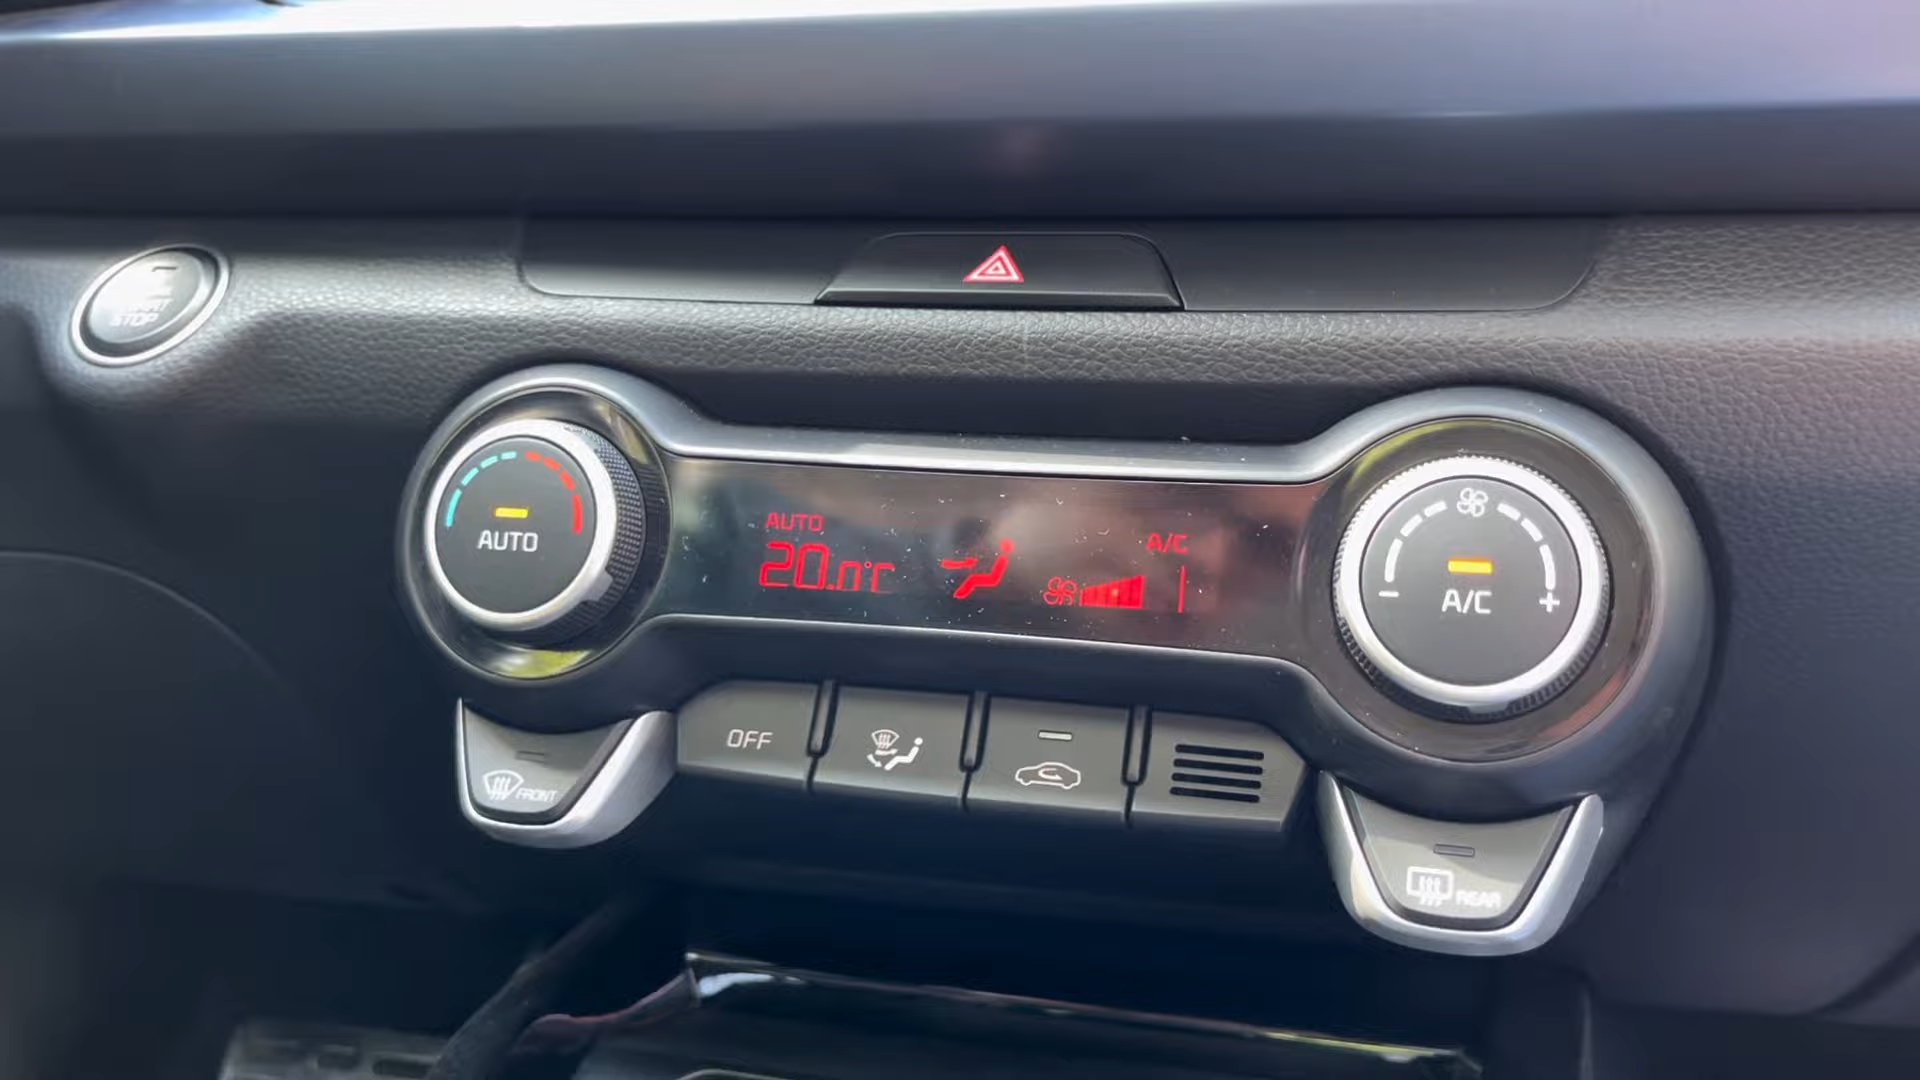 START
STOP
AUTO
AUTO
20.0°C
A/C
- A/C +
OFF
FRONT
REAR